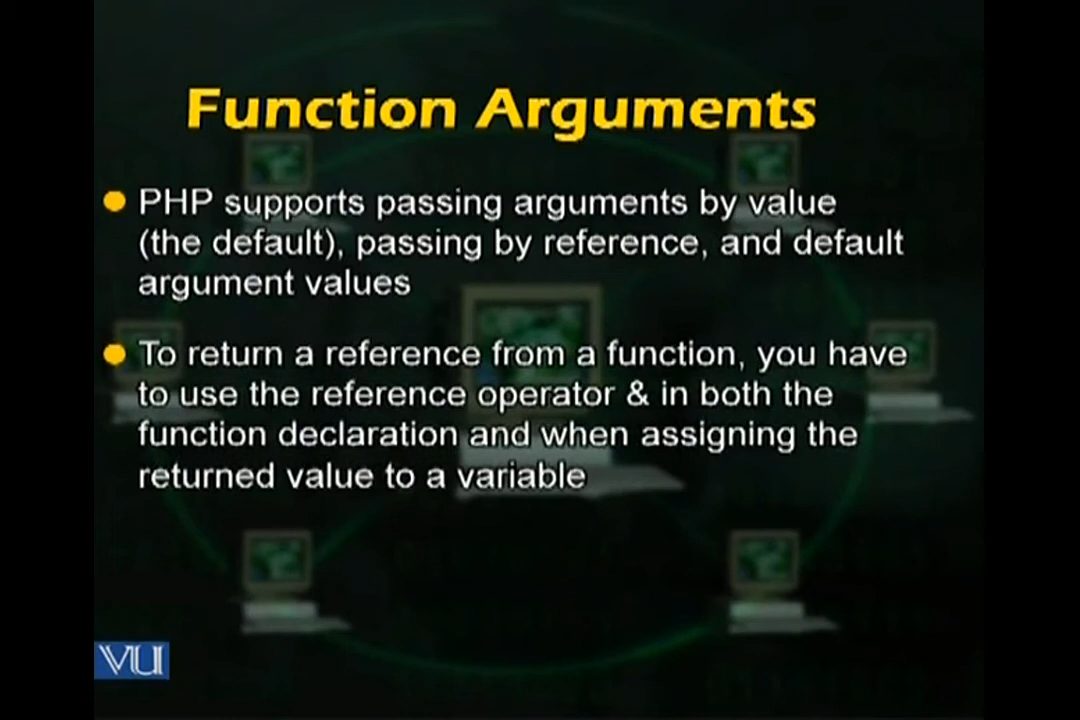 Function Arguments
PHP supports passing arguments by value
(the default), passing by reference, and default
argument values
To return a reference from a function, you have
to use the reference operator & in both the
function declaration and when assigning the
returned value to a variable
VU